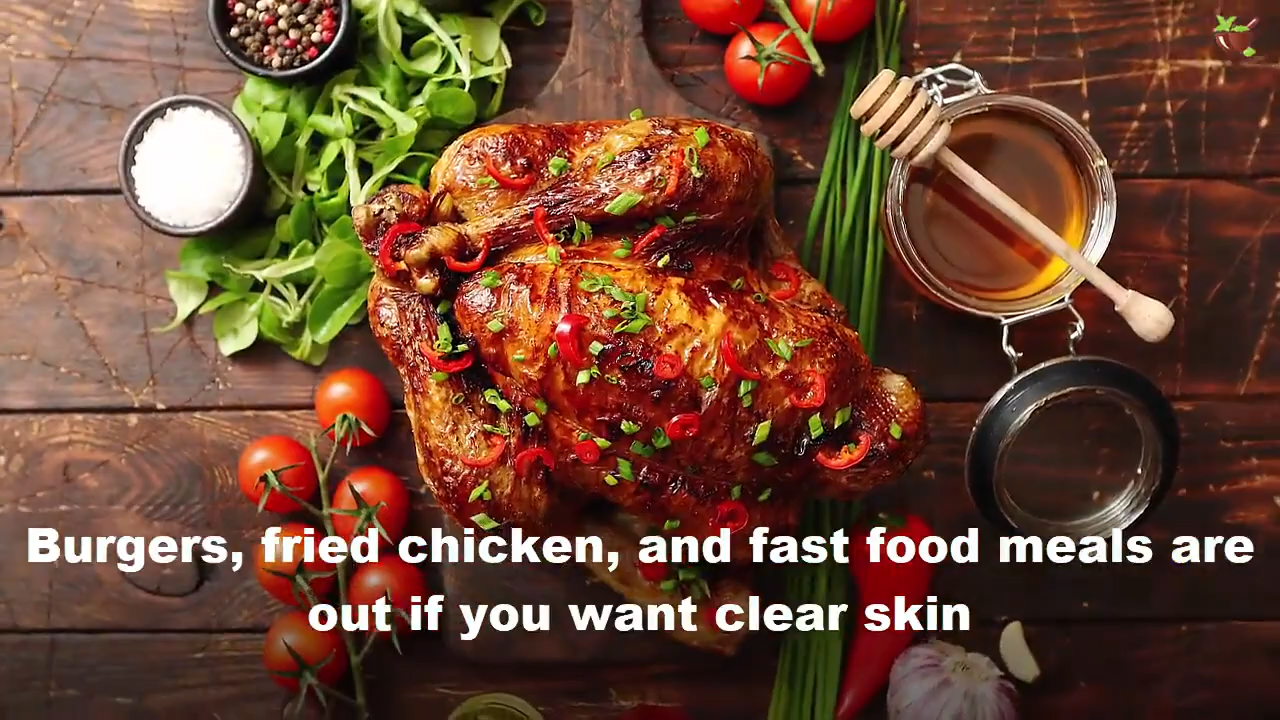 Burgers, fried chicken, and fast food meals are
out if you want clear skin